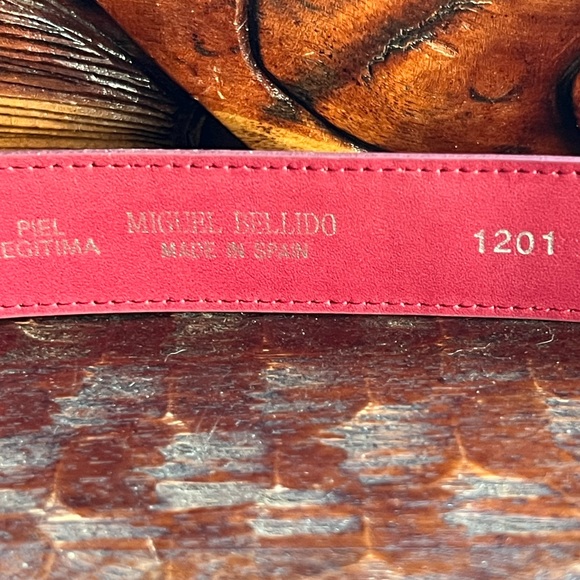 PIEL
EGITIMA
MIGUEL BELLIDO
MADE IN SPAIN
1201